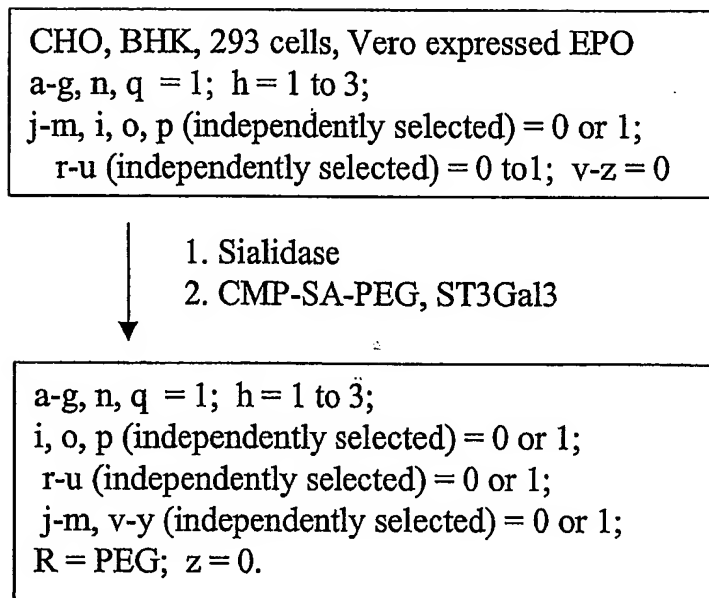 CHO, BHK, 293 cells, Vero expressed EPO
a-g, n, q = 1; h = 1 to 3;
j-m, i, o, p (independently selected) = 0 or 1;
r-u (independently selected) = 0 to1; v-z = 0
1. Sialidase
2. CMP-SA-PEG, ST3Gal3
a-g, n, q = 1; h = 1 to 3;
i, o, p (independently selected) = 0 or 1;
r-u (independently selected) = 0 or 1;
j-m, v-y (independently selected) = 0 or 1;
R = PEG; z = 0.